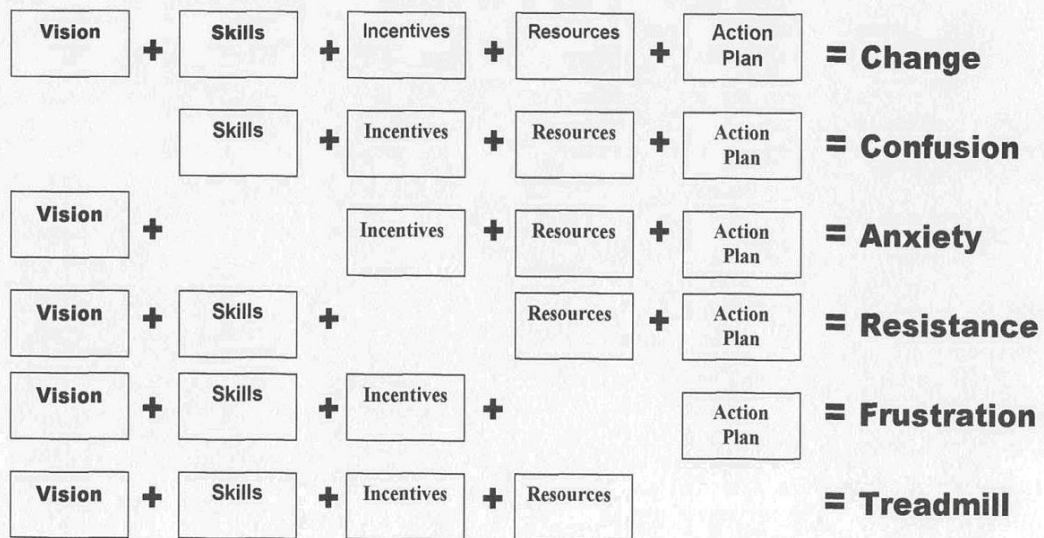 Vision + Skills + Incentives + Resources + Action Plan = Change
Skills + Incentives + Resources + Action Plan = Confusion
Vision + Incentives + Resources + Action Plan = Anxiety
Vision + Skills + Resources + Action Plan = Resistance
Vision + Skills + Incentives + Action Plan = Frustration
Vision + Skills + Incentives + Resources = Treadmill